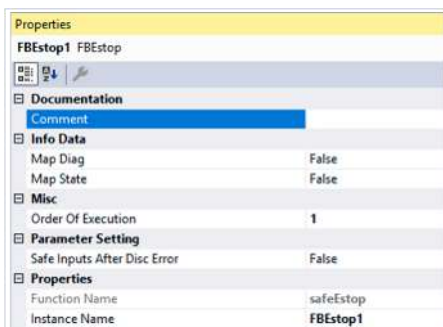 Properties
FBEstop1 FBEstop
Documentation
Comment
Info Data
Map Diag False
Map State False
Misc
Order Of Execution 1
Parameter Setting
Safe Inputs After Disc Error False
Properties
Function Name safeEstop
Instance Name FBEstop1